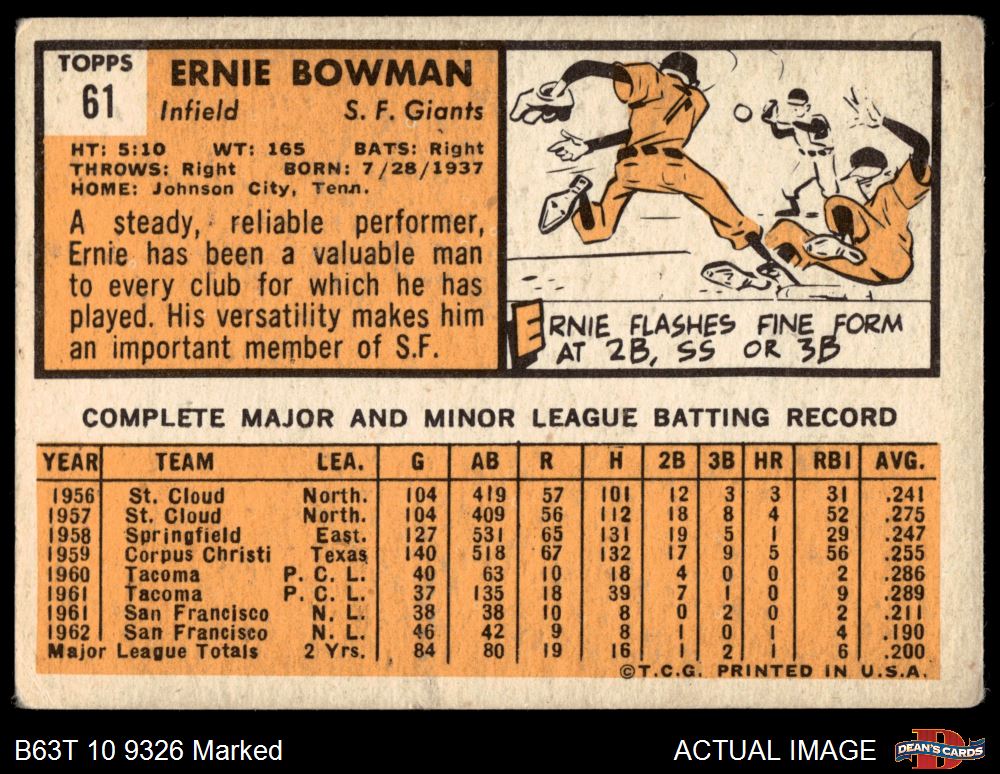 TOPPS
61
ERNIE BOWMAN
Infield S. F. Giants
HT: 5:10 WT: 165 BATS: Right
THROWS: Right BORN: 7/28/1937
HOME: Johnson City, Tenn.
A steady, reliable performer,
Ernie has been a valuable man
to every club for which he has
played. His versatility makes him
an important member of S.F.
ERNIE FLASHES FINE FORM
AT 2B, SS OR 3B
COMPLETE MAJOR AND MINOR LEAGUE BATTING RECORD
YEAR TEAM LEA. G AB R H 2B 3B HR RBI AVG.
1956 St. Cloud North. 104 419 57 101 12 3 3 31 .241
1957 St. Cloud North. 104 409 56 112 18 8 4 52 .275
1958 Springfield East. 127 531 65 131 19 5 1 29 .247
1959 Corpus Christi Texas 140 518 67 132 17 9 5 56 .255
1960 Tacoma P. C. L. 40 63 10 18 4 0 0 2 .286
1961 Tacoma P. C. L. 37 135 18 39 7 1 0 9 .289
1961 San Francisco N. L. 38 38 10 8 0 2 0 2 .211
1962 San Francisco N. L. 46 42 9 8 1 0 1 4 .190
Major League Totals 2 Yrs. 84 80 19 16 1 2 1 6 .200
©T.C.G. PRINTED IN U.S.A.
B63T 10 9326 Marked
ACTUAL IMAGE
D
DEAN'S CARDS